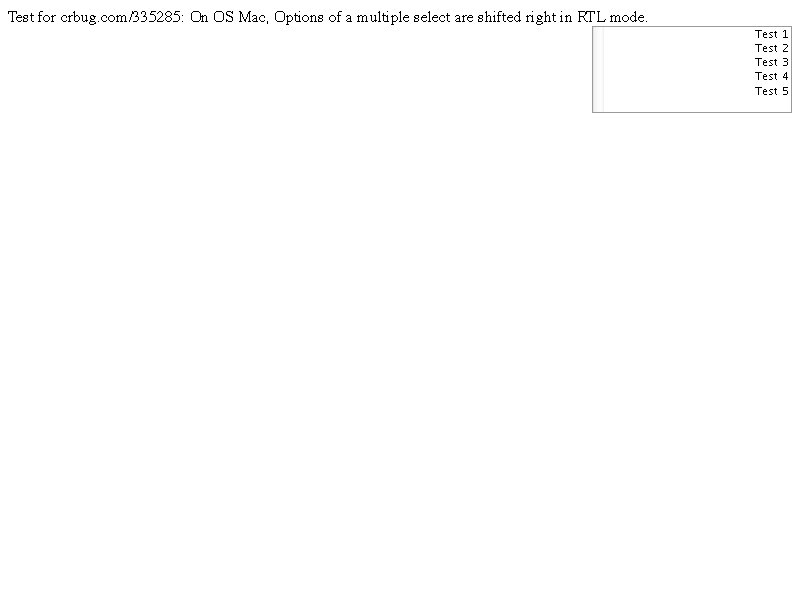 Test for crbug.com/335285: On OS Mac, Options of a multiple select are shifted right in RTL mode.
Test 1
Test 2
Test 3
Test 4
Test 5